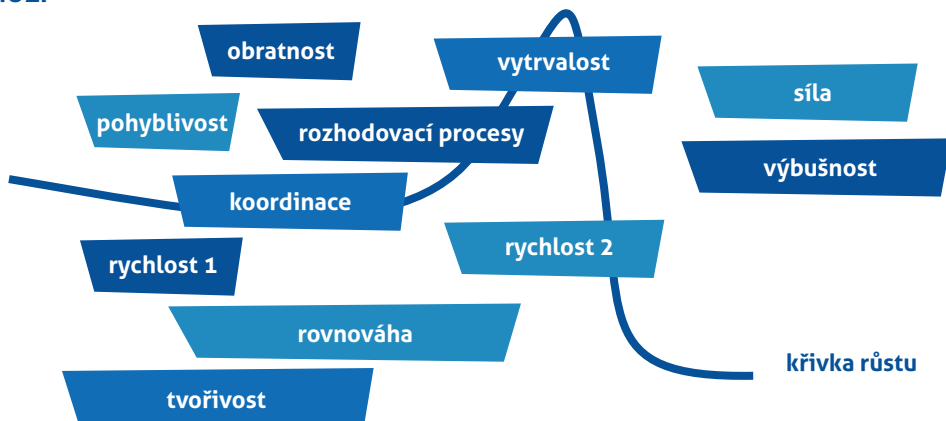 obratnost
vytrvalost
síla
pohyblivost
rozhodovací procesy
výbušnost
koordinace
rychlost 2
rychlost 1
rovnováha
křivka růstu
tvořivost